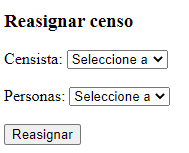 Reasignar censo
Censista: Seleccione a
Personas: Seleccione a
Reasignar